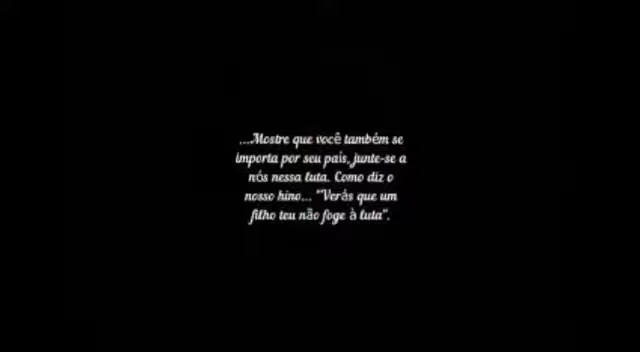 ...Mostre que você também se
importa por seu país, junte-se a
nós nessa luta. Como diz o
nosso hino... "Verás que um
filho teu não foge à luta".